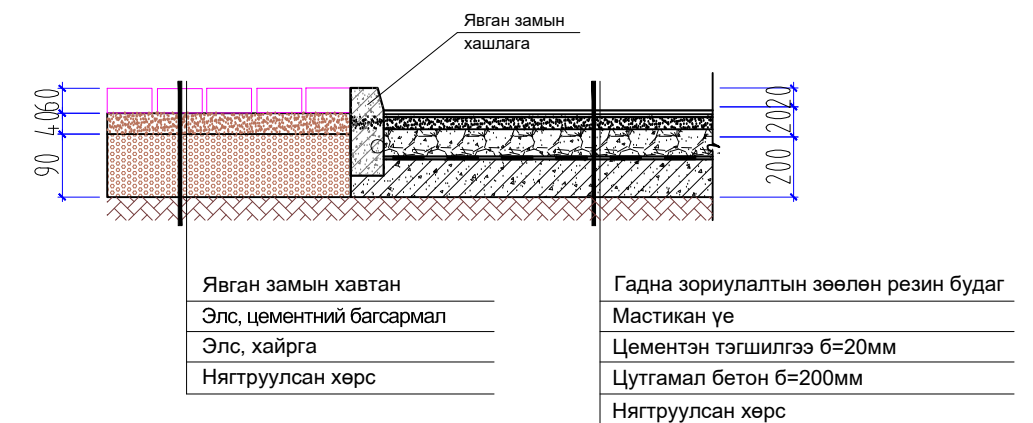 Явган замын
хашлага
60
40
90
20
20
200
Явган замын хавтан
Элс, цементний багсармал
Элс, хайрга
Нягтруулсан хөрс
Гадна зориулалтын зөөлөн резин будаг
Мастикан үе
Цементэн тэгшилгээ б=20мм
Цутгамал бетон б=200мм
Нягтруулсан хөрс